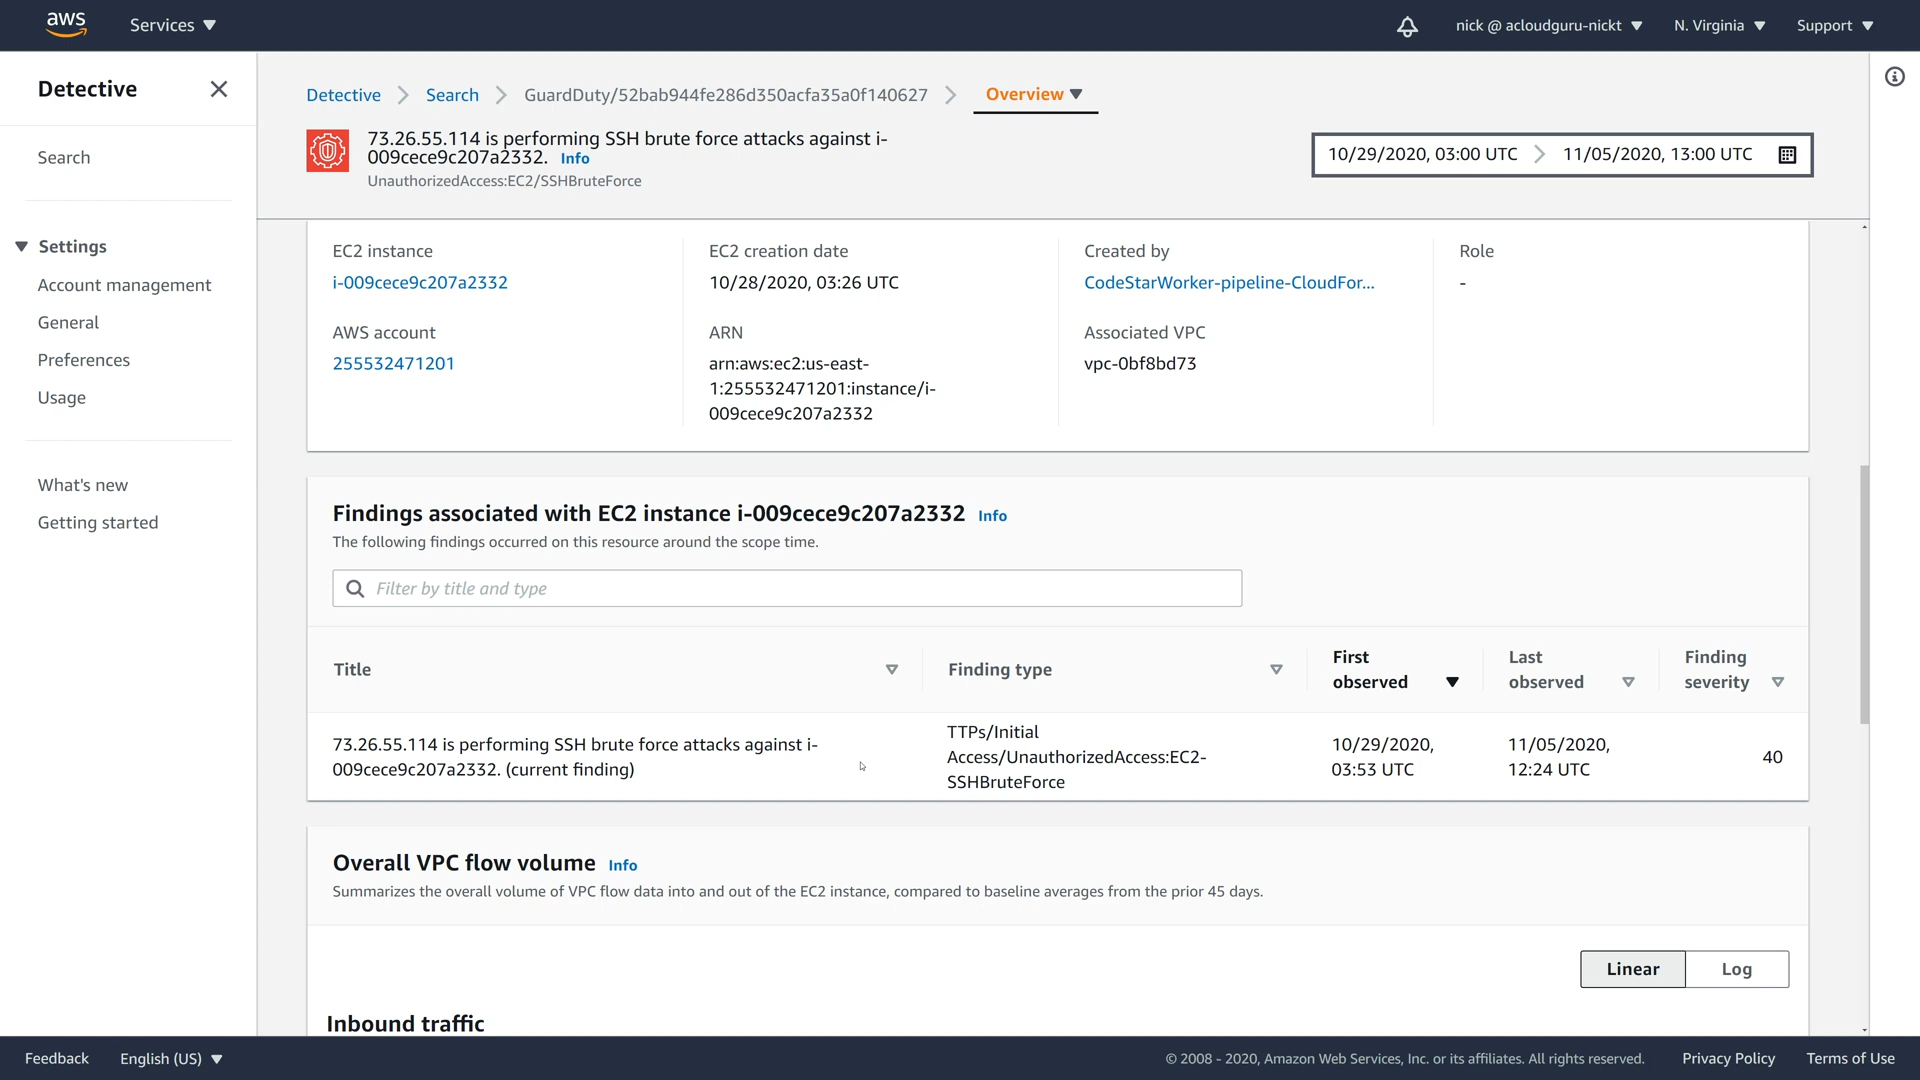 aws
Services
nick @ acloudguru-nickt
N. Virginia
Support
Detective
Search
Settings
Account management
General
Preferences
Usage
What's new
Getting started
Detective
Search
GuardDuty/52bab944fe286d350acfa35a0f140627
Overview
73.26.55.114 is performing SSH brute force attacks against i-
009cece9c207a2332. Info
UnauthorizedAccess:EC2/SSHBruteForce
10/29/2020, 03:00 UTC
11/05/2020, 13:00 UTC
EC2 instance
i-009cece9c207a2332
EC2 creation date
10/28/2020, 03:26 UTC
Created by
CodeStarWorker-pipeline-CloudFor...
Role
-
AWS account
255532471201
ARN
arn:aws:ec2:us-east-
1:255532471201:instance/i-
009cece9c207a2332
Associated VPC
vpc-0bf8bd73
Findings associated with EC2 instance i-009cece9c207a2332 Info
The following findings occurred on this resource around the scope time.
Filter by title and type
Title
Finding type
First
observed
Last
observed
Finding
severity
73.26.55.114 is performing SSH brute force attacks against i-
009cece9c207a2332. (current finding)
TTPs/Initial
Access/UnauthorizedAccess:EC2-
SSHBruteForce
10/29/2020,
03:53 UTC
11/05/2020,
12:24 UTC
40
Overall VPC flow volume Info
Summarizes the overall volume of VPC flow data into and out of the EC2 instance, compared to baseline averages from the prior 45 days.
Linear
Log
Inbound traffic
Feedback
English (US)
© 2008 - 2020, Amazon Web Services, Inc. or its affiliates. All rights reserved.
Privacy Policy
Terms of Use